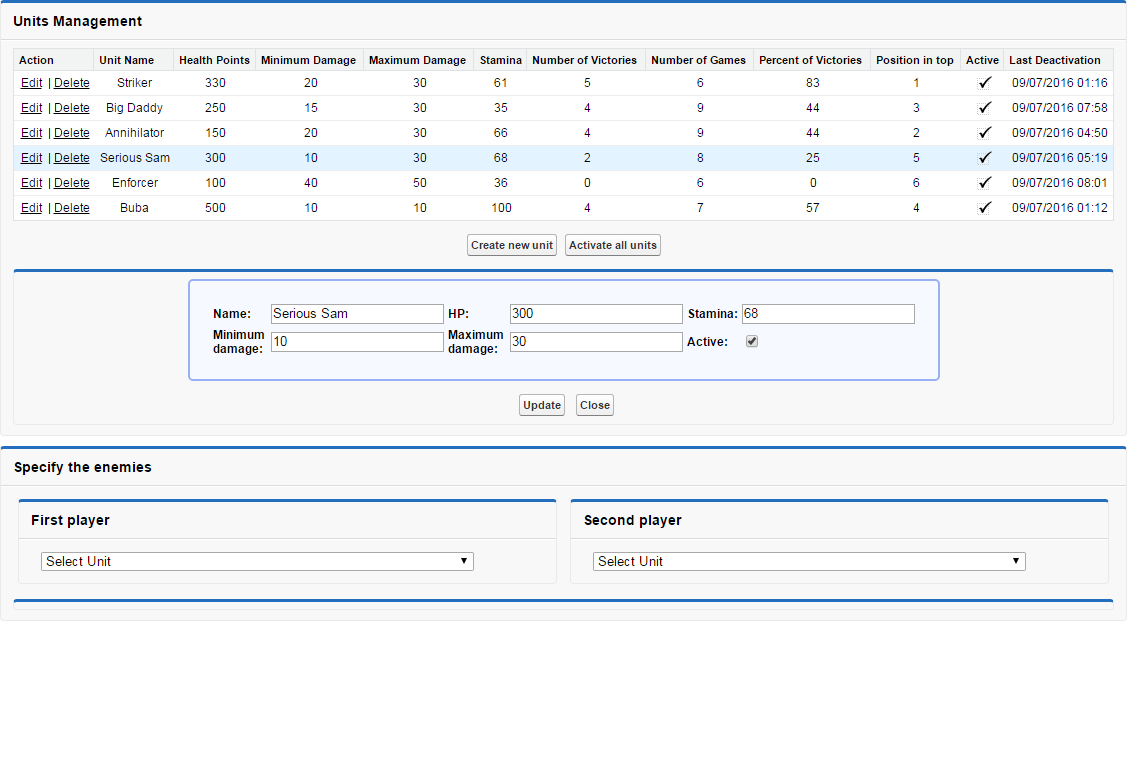 Units Management
Action Unit Name Health Points Minimum Damage Maximum Damage Stamina Number of Victories Number of Games Percent of Victories Position in top Active Last Deactivation
Edit | Delete Striker 330 20 30 61 5 6 83 1 ✓ 09/07/2016 01:16
Edit | Delete Big Daddy 250 15 30 35 4 9 44 3 ✓ 09/07/2016 07:58
Edit | Delete Annihilator 150 20 30 66 4 9 44 2 ✓ 09/07/2016 04:50
Edit | Delete Serious Sam 300 10 30 68 2 8 25 5 ✓ 09/07/2016 05:19
Edit | Delete Enforcer 100 40 50 36 0 6 0 6 ✓ 09/07/2016 08:01
Edit | Delete Buba 500 10 10 100 4 7 57 4 ✓ 09/07/2016 01:12
Create new unit Activate all units
Name: Serious Sam HP: 300 Stamina: 68
Minimum damage: 10 Maximum damage: 30 Active: ✓
Update Close
Specify the enemies
First player Second player
Select Unit Select Unit